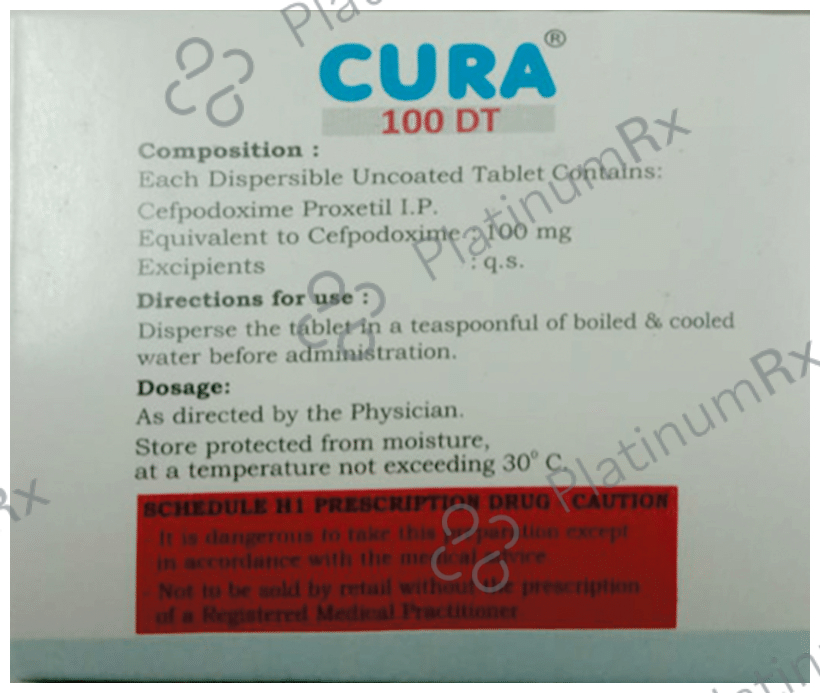 CURA®
100 DT
Composition :
Each Dispersible Uncoated Tablet Contains:
Cefpodoxime Proxetil I.P.
Equivalent to Cefpodoxime : 100 mg
Excipients : q.s.
Directions for use :
Disperse the tablet in a teaspoonful of boiled & cooled
water before administration.
Dosage:
As directed by the Physician.
Store protected from moisture,
at a temperature not exceeding 30° C.
SCHEDULE H1 PRESCRIPTION DRUG - CAUTION
- It is dangerous to take this preparation except
in accordance with the medical advice
- Not to be sold by retail without the prescription
of a Registered Medical Practitioner
PlatinumRx
PlatinumRx
PlatinumRx
Rx